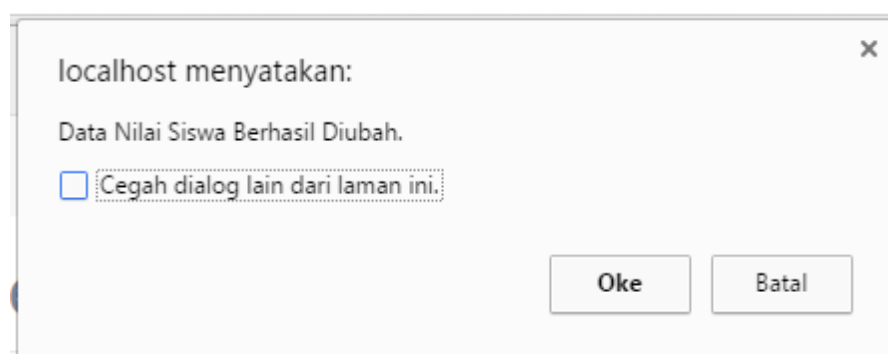 localhost menyatakan:
Data Nilai Siswa Berhasil Diubah.
Cegah dialog lain dari laman ini.
Oke Batal